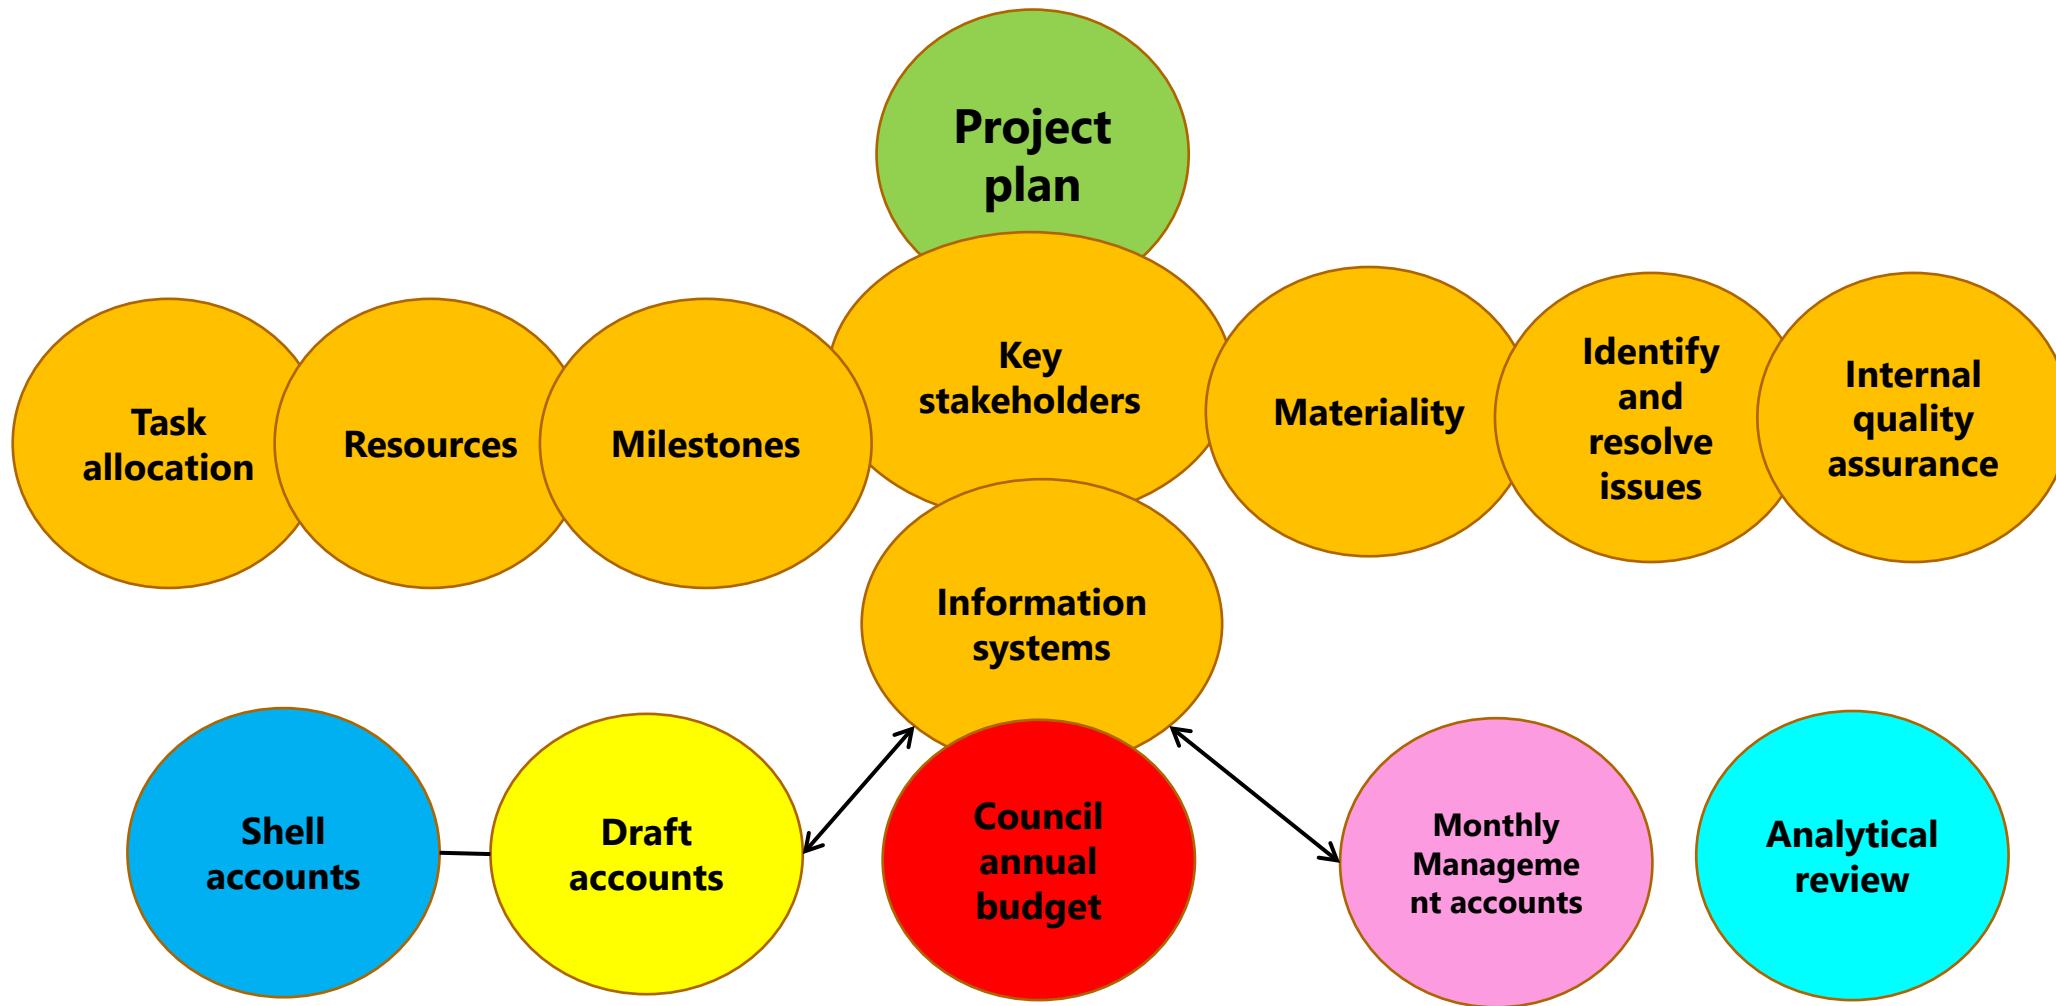 Project
plan
Key
stakeholders
Task
allocation
Resources
Milestones
Materiality
Identify
and
resolve
issues
Internal
quality
assurance
Information
systems
Shell
accounts
Draft
accounts
Council
annual
budget
Monthly
Manageme
nt accounts
Analytical
review